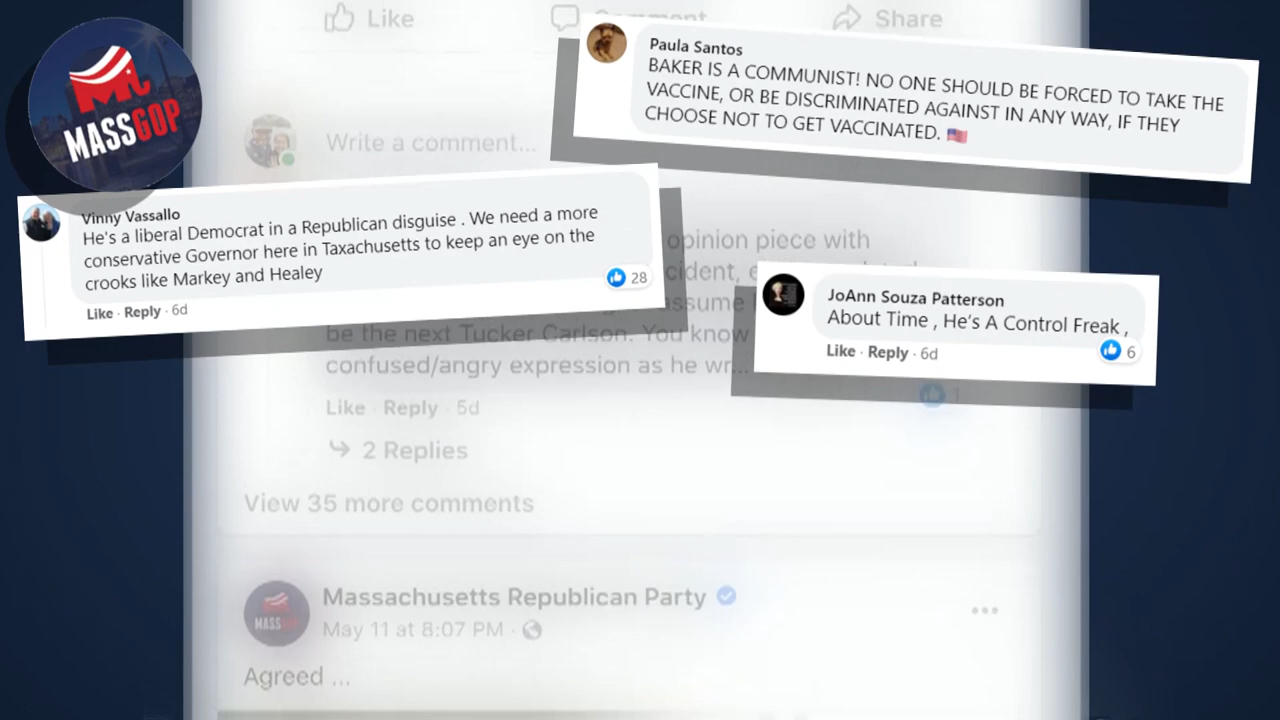 Like
Comment
Share
MASSGOP
Paula Santos
BAKER IS A COMMUNIST! NO ONE SHOULD BE FORCED TO TAKE THE
VACCINE, OR BE DISCRIMINATED AGAINST IN ANY WAY, IF THEY
CHOOSE NOT TO GET VACCINATED. 🇺🇸
Write a comment...
Vinny Vassallo
He's a liberal Democrat in a Republican disguise . We need a more
conservative Governor here in Taxachusetts to keep an eye on the
crooks like Markey and Healey
28
Like · Reply · 6d
opinion piece with
assume
be the next Tucker Carlson. You know
confused/angry expression as he wr...
1
Like · Reply · 5d
2 Replies
JoAnn Souza Patterson
About Time , He's A Control Freak ,
Like · Reply · 6d
6
View 35 more comments
MASSGOP
Massachusetts Republican Party
May 11 at 8:07 PM ·
Agreed ...